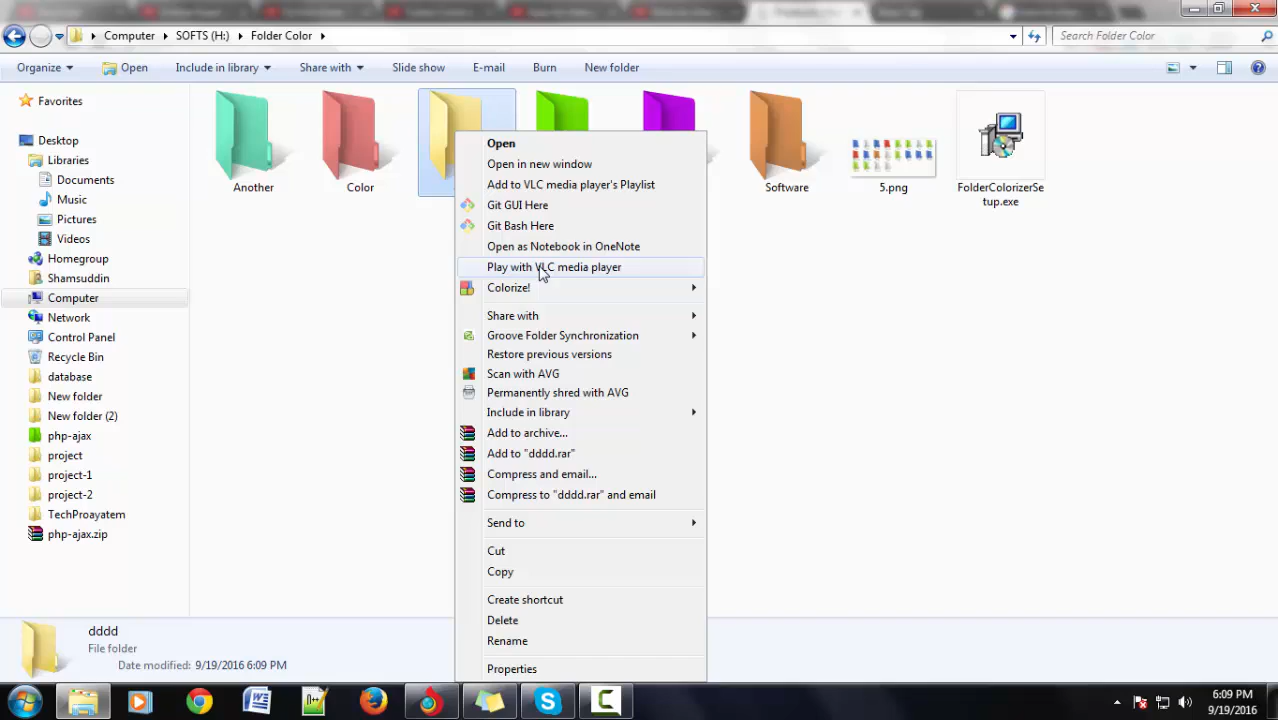 Computer
SOFTS (H:)
Folder Color
Search Folder Color
Organize
Open
Include in library
Share with
Slide show
E-mail
Burn
New folder
Favorites
Desktop
Libraries
Documents
Music
Pictures
Videos
Homegroup
Shamsuddin
Computer
Network
Control Panel
Recycle Bin
database
New folder
New folder (2)
php-ajax
project
project-1
project-2
TechProayatem
php-ajax.zip
Another
Color
Software
5.png
FolderColorizerSe
tup.exe
Open
Open in new window
Add to VLC media player's Playlist
Git GUI Here
Git Bash Here
Open as Notebook in OneNote
Play with VLC media player
Colorize!
Share with
Groove Folder Synchronization
Restore previous versions
Scan with AVG
Permanently shred with AVG
Include in library
Add to archive...
Add to "dddd.rar"
Compress and email...
Compress to "dddd.rar" and email
Send to
Cut
Copy
Create shortcut
Delete
Rename
Properties
dddd
File folder
Date modified: 9/19/2016 6:09 PM
6:09 PM
9/19/2016